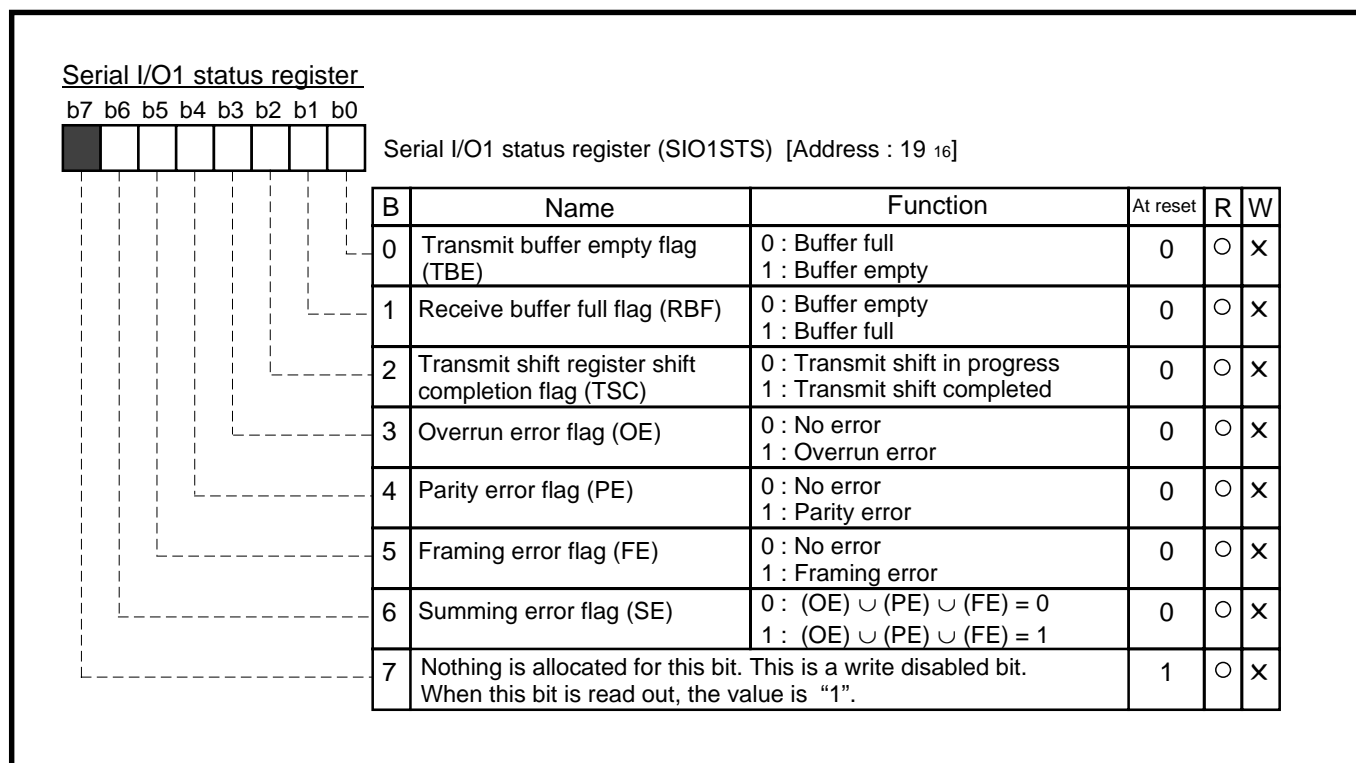 Serial I/O1 status register
b7 b6 b5 b4 b3 b2 b1 b0
Serial I/O1 status register (SIO1STS) [Address : 19 16]
B Name Function At reset R W
0 Transmit buffer empty flag (TBE) 0 : Buffer full 0 ○ ×
1 : Buffer empty
1 Receive buffer full flag (RBF) 0 : Buffer empty 0 ○ ×
1 : Buffer full
2 Transmit shift register shift completion flag (TSC) 0 : Transmit shift in progress 0 ○ ×
1 : Transmit shift completed
3 Overrun error flag (OE) 0 : No error 0 ○ ×
1 : Overrun error
4 Parity error flag (PE) 0 : No error 0 ○ ×
1 : Parity error
5 Framing error flag (FE) 0 : No error 0 ○ ×
1 : Framing error
6 Summing error flag (SE) 0 : (OE) ∪ (PE) ∪ (FE) = 0 0 ○ ×
1 : (OE) ∪ (PE) ∪ (FE) = 1
7 Nothing is allocated for this bit. This is a write disabled bit. 1 ○ ×
When this bit is read out, the value is “1”.